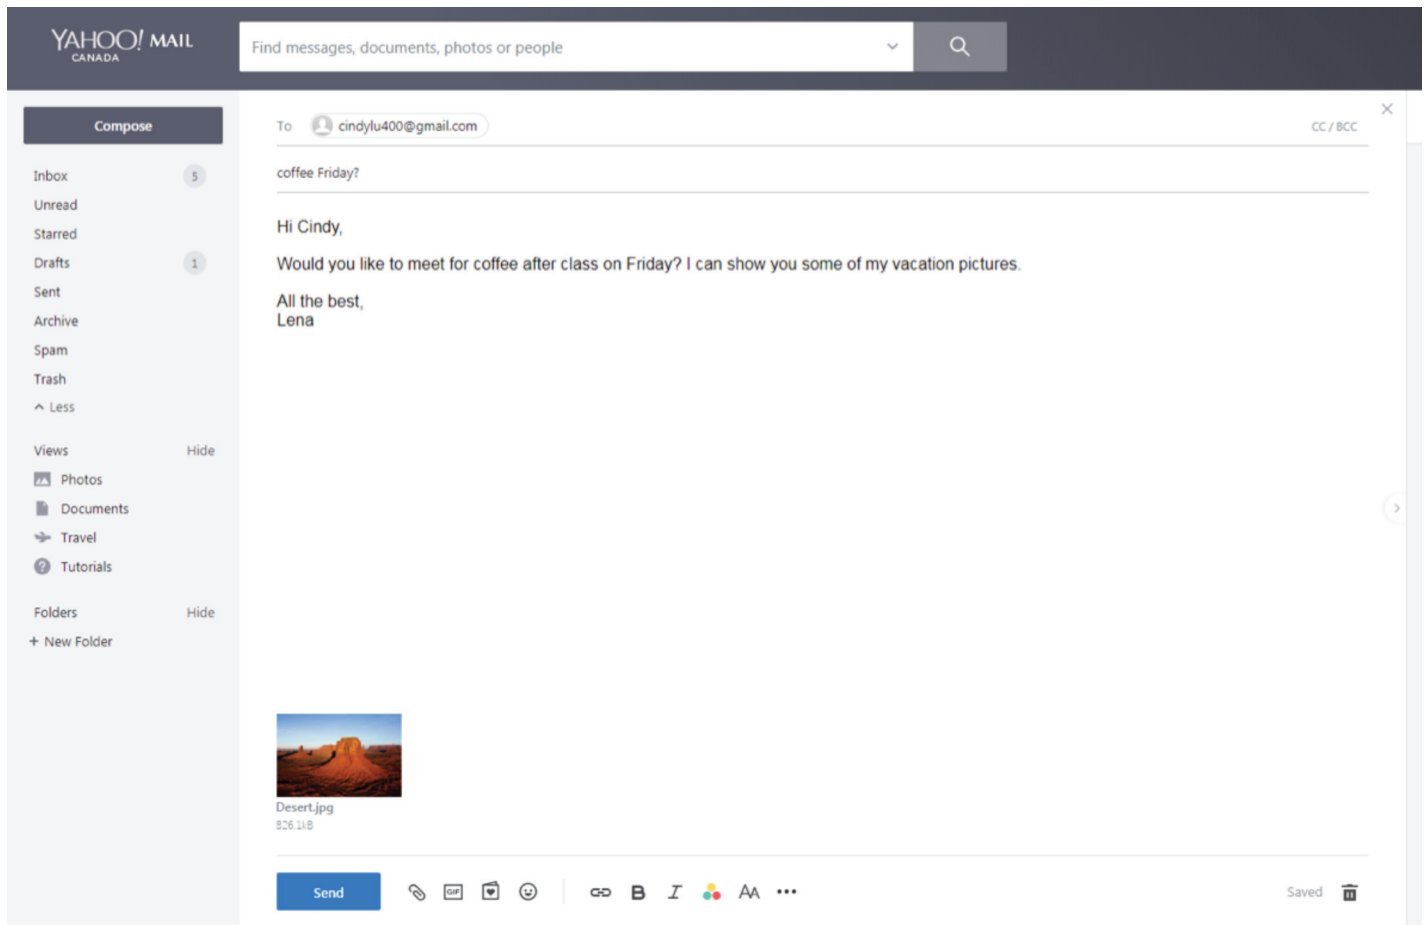 YAHOO! MAIL
CANADA
Find messages, documents, photos or people
Compose
To cindylu400@gmail.com CC / BCC
coffee Friday?
Inbox 5
Unread
Starred
Drafts 1
Sent
Archive
Spam
Trash
Less
Views Hide
Photos
Documents
Travel
Tutorials
Folders Hide
+ New Folder
Hi Cindy,
Would you like to meet for coffee after class on Friday? I can show you some of my vacation pictures.
All the best,
Lena
Desert.jpg
826.1kB
Send GIF B I AA Saved